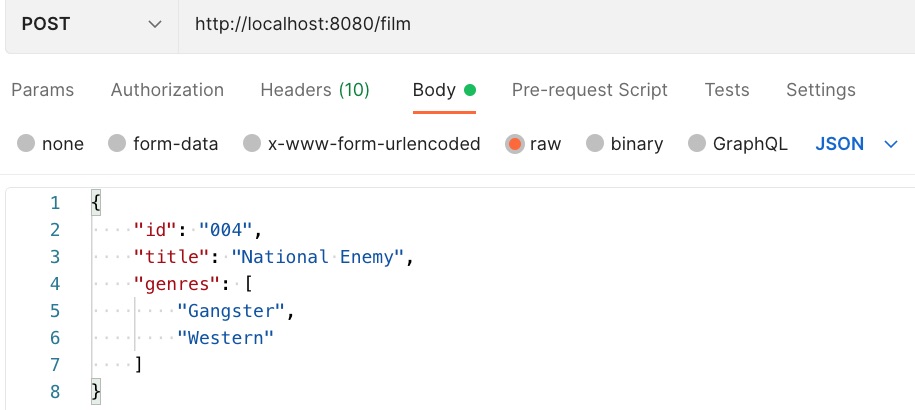 POST http://localhost:8080/film
Params Authorization Headers (10) Body Pre-request Script Tests Settings
none form-data x-www-form-urlencoded raw binary GraphQL JSON
1 {
2 "id": "004",
3 "title": "National Enemy",
4 "genres": [
5 "Gangster",
6 "Western"
7 ]
8 }